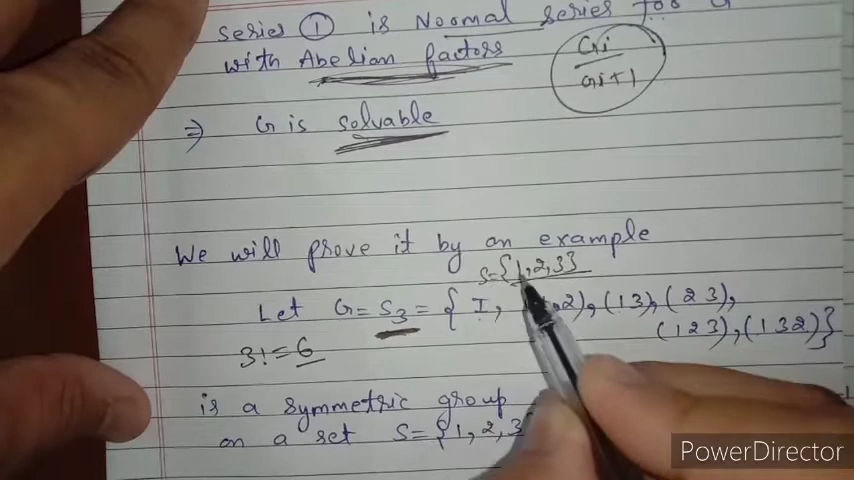 series ① is Normal series for G
with Abelian factors
Gi
Gi+1
⇒ G is solvable
We will prove it by an example
S={1,2,3}
Let G=S3={ I, 2),(13),(23),
(123),(132)}
3!=6
is a symmetric group
on a set S={1,2,3
PowerDirector